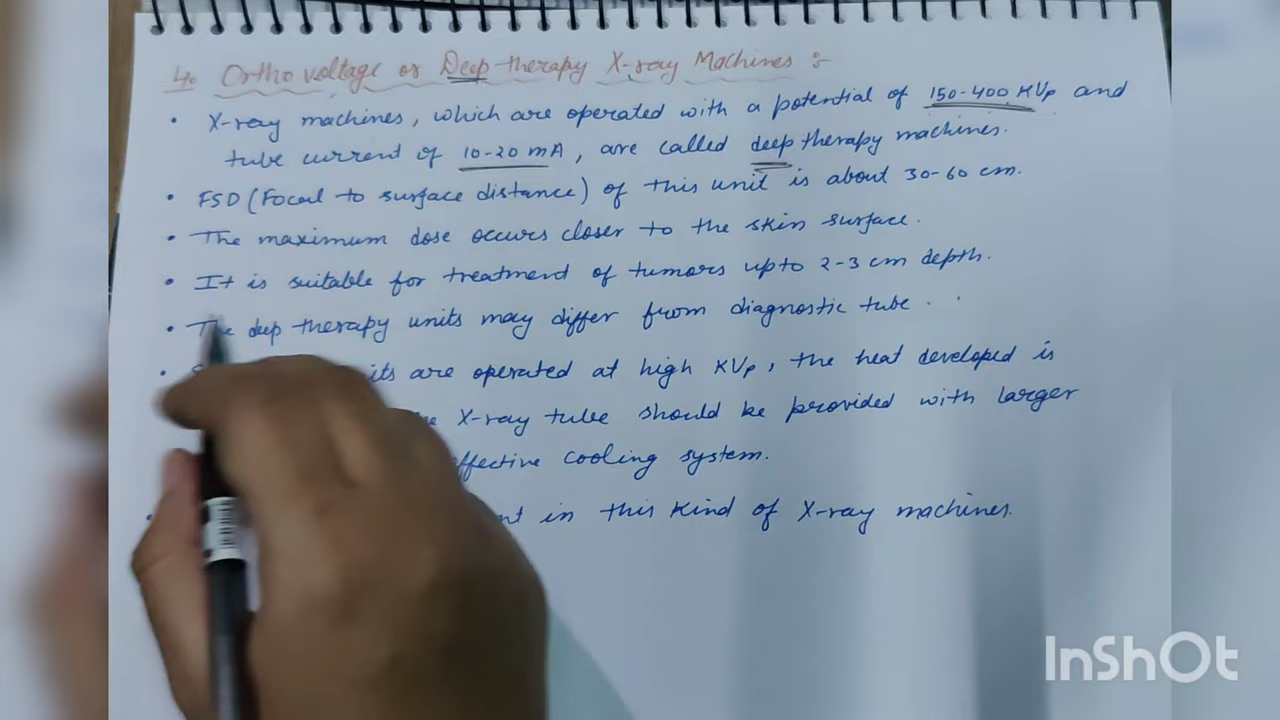 4. Ortho voltage or Deep therapy X-ray Machines :-
• X-ray machines, which are operated with a potential of 150-400 KVp and
tube current of 10-20 mA, are called deep therapy machines.
• FSD (Focal to surface distance) of this unit is about 30-60 cm.
• The maximum dose occurs closer to the skin surface.
• It is suitable for treatment of tumors upto 2-3 cm depth.
• The deep therapy units may differ from diagnostic tube.
• are operated at high KVp, the heat developed is
X-ray tube should be provided with larger
effective cooling system.
in this kind of X-ray machines.
InShOt